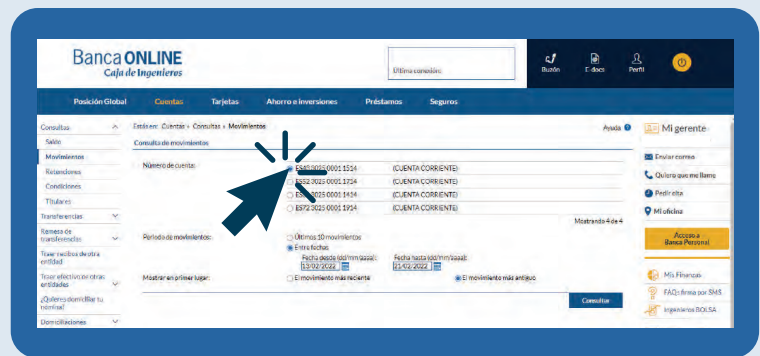 Banca ONLINE
Caja de Ingenieros
Última conexión:
Buzón
E-docs
Perfil
Posición Global
Cuentas
Tarjetas
Ahorro e Inversiones
Préstamos
Seguros
Consultas
Saldo
Movimientos
Retenciones
Condiciones
Titulares
Transferencias
Remesa de
transferencias
Traer recibos de otra
entidad
Traer efectivo de otras
entidades
¿Quieres domiciliar tu
nómina?
Domiciliaciones
Estás en: Cuentas » Consultas » Movimientos
Ayuda
Consulta de movimientos
Número de cuenta:
3025 0001 1514 (CUENTA CORRIENTE)
ES52 3025 0001 1714 (CUENTA CORRIENTE)
3025 0001 1814 (CUENTA CORRIENTE)
ES72 3025 0001 1914 (CUENTA CORRIENTE)
Mostrando 4 de 4
Periodo de movimientos:
Últimos 10 movimientos
Entre fechas
Fecha desde (dd/mm/aaaa):
Fecha hasta (dd/mm/aaaa):
13/02/2022
21/02/2022
Mostrar en primer lugar:
El movimiento más reciente
El movimiento más antiguo
Consultar
Mi gerente
Enviar correo
Quiero que me llame
Pedir cita
Mi oficina
Acceso a
Banca Personal
Mis Finanzas
FAQs firma por SMS
Ingenieros BOLSA